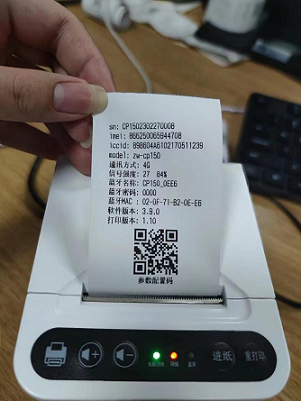 sn: CP1502302270008
imei: 866250065944708
iccid: 898604A6102170511239
model: zw-cp150
通讯方式: 4G
信号强度: 27 84%
蓝牙名称: CP150_0EE6
蓝牙密码: 0000
蓝牙MAC : 02-0F-71-B2-0E-E6
软件版本: 3.9.0
打印版本: 1.10
参数配置码
进纸
重打印